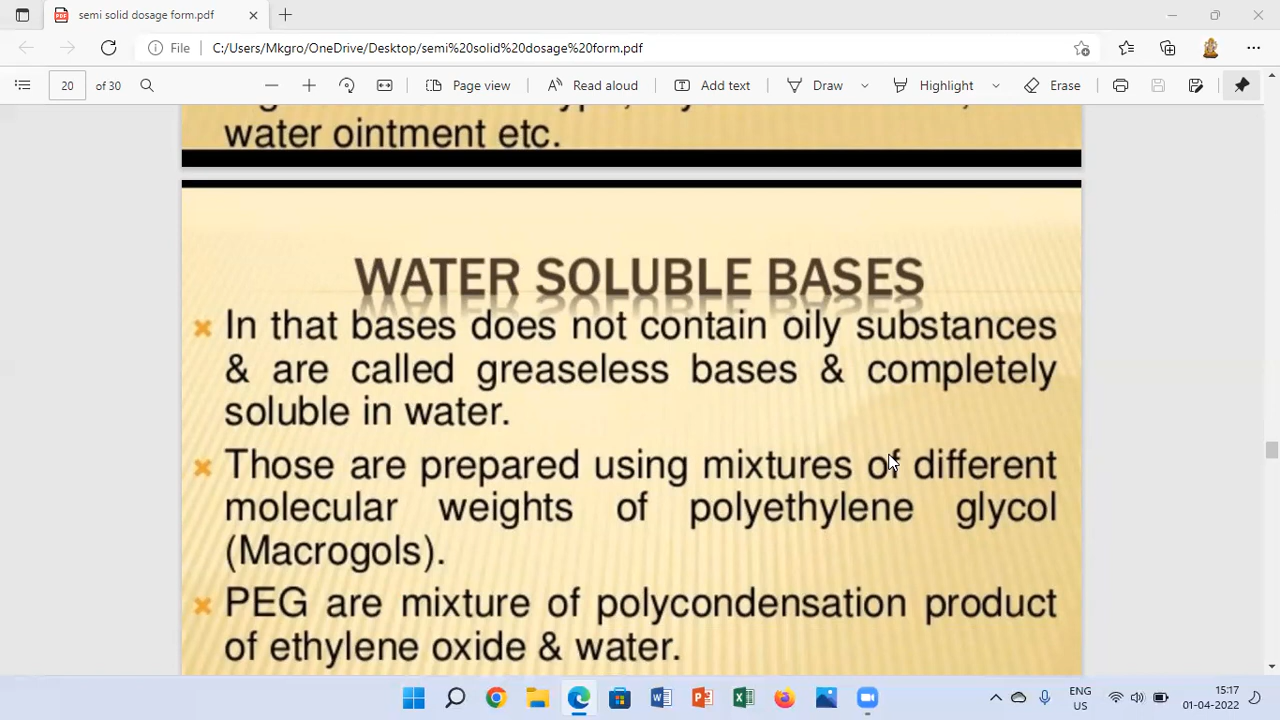 semi solid dosage form.pdf
File C:/Users/Mkgro/OneDrive/Desktop/semi%20solid%20dosage%20form.pdf
20 of 30 Page view Read aloud Add text Draw Highlight Erase
water ointment etc.
WATER SOLUBLE BASES
In that bases does not contain oily substances
& are called greaseless bases & completely
soluble in water.
Those are prepared using mixtures of different
molecular weights of polyethylene glycol
(Macrogols).
PEG are mixture of polycondensation product
of ethylene oxide & water.
ENG 15:17
US 01-04-2022